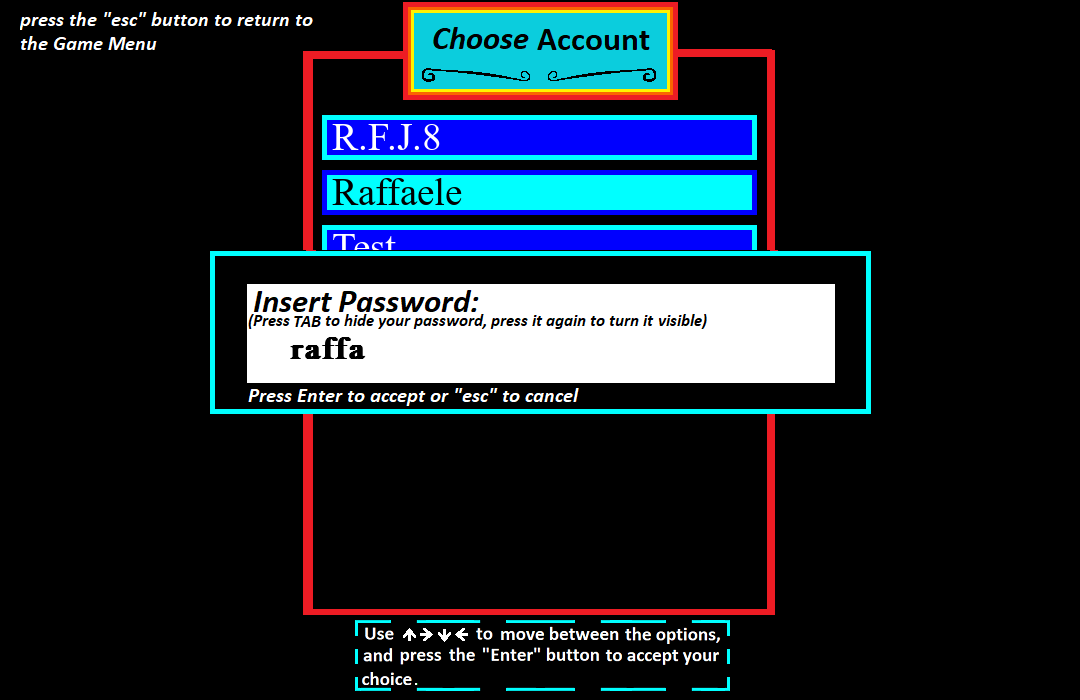 press the "esc" button to return to
the Game Menu
Choose Account
R.F.J.8
Raffaele
Test
Insert Password:
(Press TAB to hide your password, press it again to turn it visible)
raffa
Press Enter to accept or "esc" to cancel
Use ↑→↓← to move between the options,
and press the "Enter" button to accept your
choice.